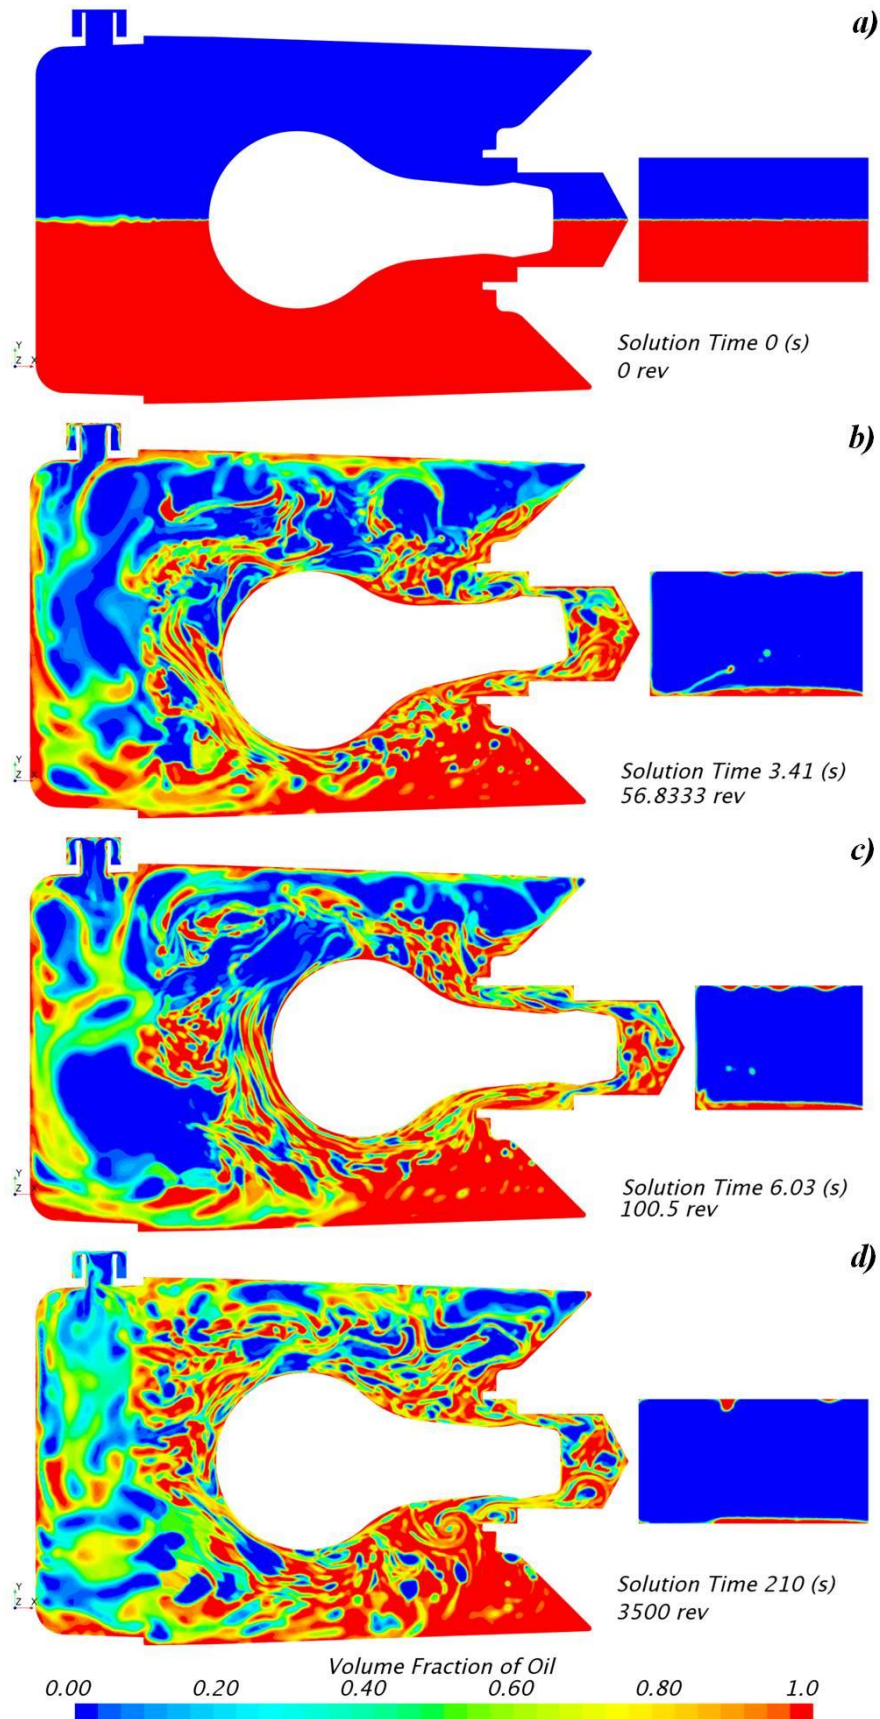 a)
Y
Z X
Solution Time 0 (s)
0 rev
b)
Y
Z X
Solution Time 3.41 (s)
56.8333 rev
c)
Y
Z X
Solution Time 6.03 (s)
100.5 rev
d)
Y
Z X
Solution Time 210 (s)
3500 rev
Volume Fraction of Oil
0.00 0.20 0.40 0.60 0.80 1.0